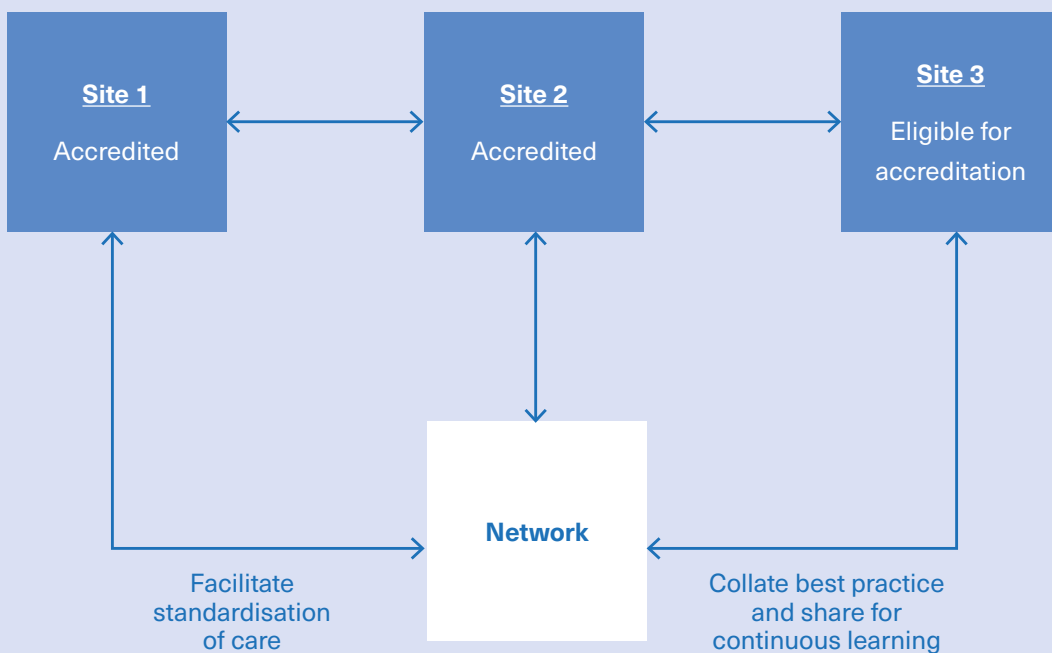 Site 1
Accredited
Site 2
Accredited
Site 3
Eligible for
accreditation
Network
Facilitate
standardisation
of care
Collate best practice
and share for
continuous learning